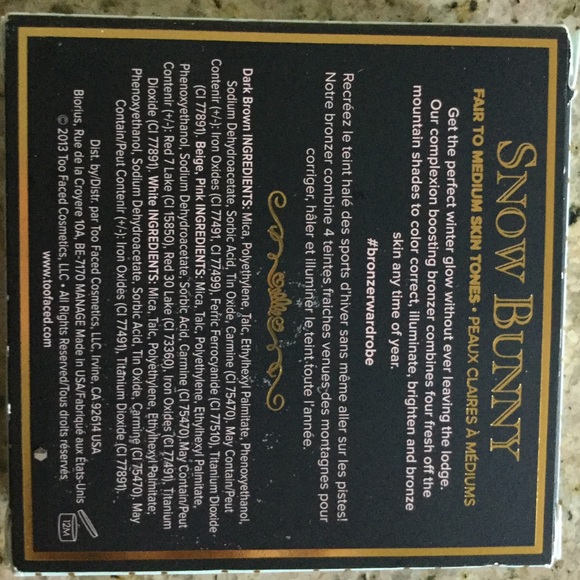 SNOW BUNNY
FAIR TO MEDIUM SKIN TONES • PEAUX CLAIRES À MÉDIUMS
Get the perfect winter glow without ever leaving the lodge.
Our complexion boosting bronzer combines four fresh off the
mountain shades to color correct, illuminate, brighten and bronze
skin any time of year.
#bronzerwardrobe
Recréez le teint halé des sports d'hiver sans même aller sur les pistes!
Notre bronzer combine 4 teintes fraîches venues des montagnes pour
corriger, hâler et illuminer le teint toute l'année.
Dark Brown INGREDIENTS: Mica, Polyethylene, Talc, Ethylhexyl Palmitate, Phenoxyethanol,
Sodium Dehydroacetate, Sorbic Acid, Tin Oxide, Carmine (CI 75470), May Contain/Peut
Contenir (+/-): Iron Oxides (CI 77491, CI 77499), Ferric Ferrocyanide (CI 77510), Titanium Dioxide
(CI 77891). Beige, Pink INGREDIENTS: Mica, Talc, Polyethylene, Ethylhexyl Palmitate,
Phenoxyethanol, Sodium Dehydroacetate, Sorbic Acid, Carmine (CI 75470), May Contain/Peut
Contenir (+/-): Red 7 Lake (CI 15850), Red 30 Lake (CI 73360), Iron Oxides (CI 77491), Titanium
Dioxide (CI 77891). White INGREDIENTS: Mica, Talc, Polyethylene, Ethylhexyl Palmitate,
Phenoxyethanol, Sodium Dehydroacetate, Sorbic Acid, Tin Oxide, Carmine (CI 75470), May
Contain/Peut Contenir (+/-): Iron Oxides (CI 77491), Titanium Dioxide (CI 77891).
Dist. by/Distr. par Too Faced Cosmetics, LLC, Irvine, CA 92614 USA
Biorius, Rue de la Croyere 10A, BE-7170 MANAGE Made in USA/Fabriqué aux États-Unis
© 2013 Too Faced Cosmetics, LLC • All Rights Reserved/Tous droits reservés
www.toofaced.com
12M